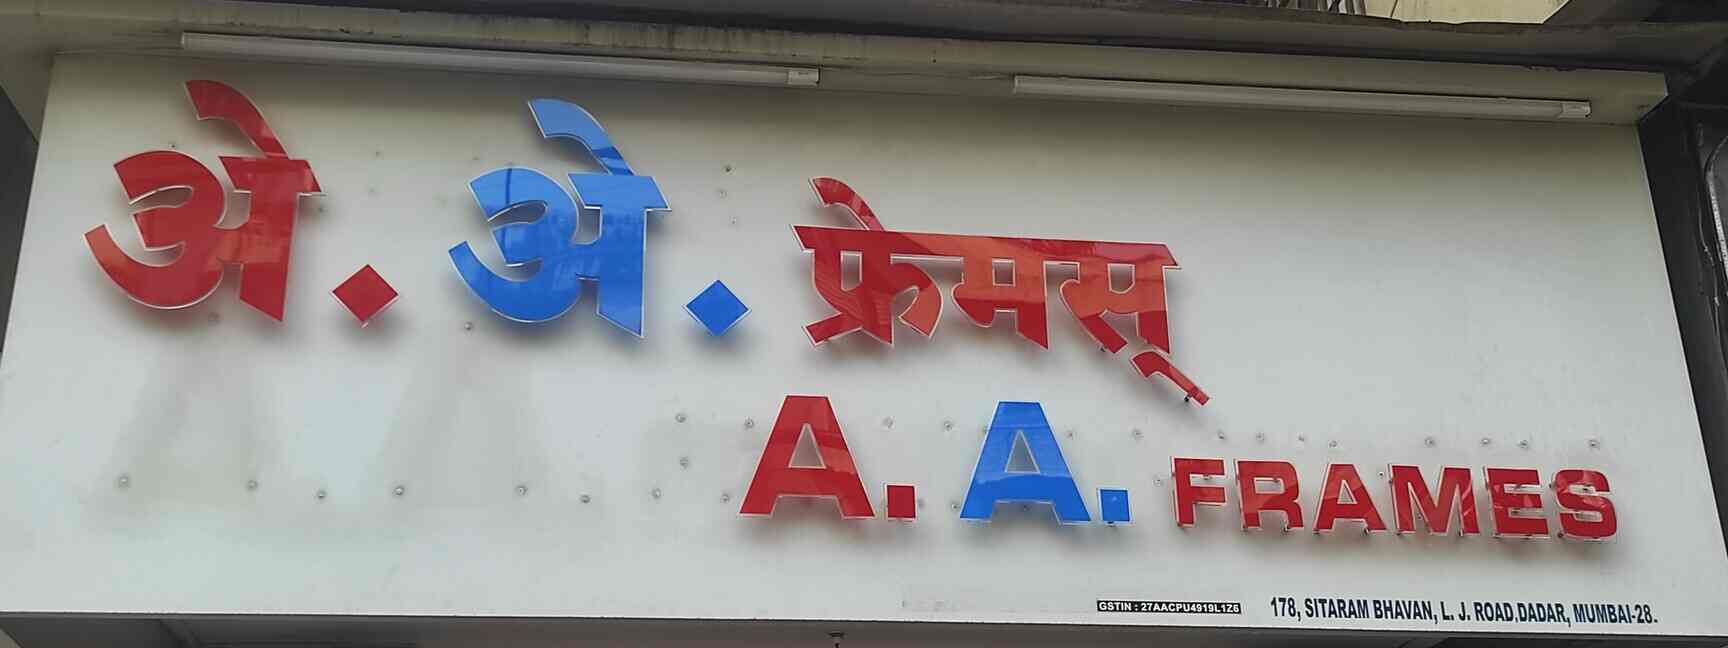 अे. अे. फ्रेमस्
A. A. FRAMES
GSTIN : 27AACPU4919L1Z6
178, SITARAM BHAVAN, L. J. ROAD,DADAR, MUMBAI-28.